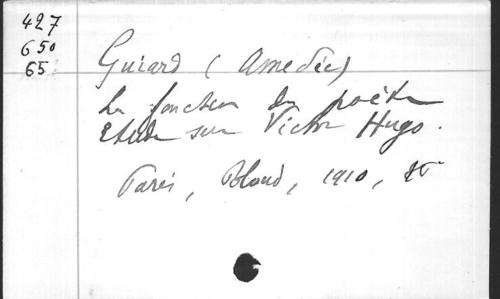 427
650
65
Guiard (Amédée)
La fonction du poète
Etude sur Victor Hugo.
Paris, Bloud, 1910, 8°